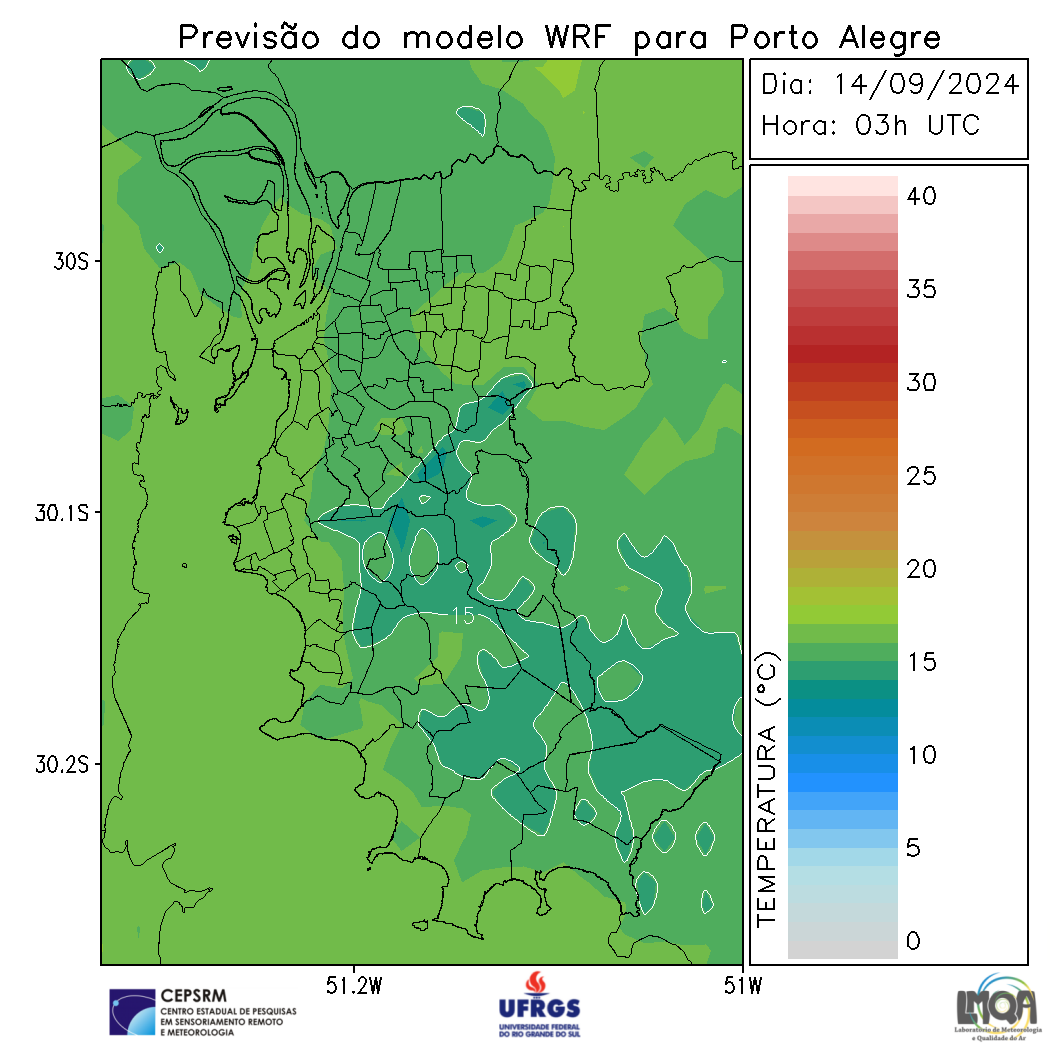 Previsão do modelo WRF para Porto Alegre
Dia: 14/09/2024
Hora: 03h UTC
40
35
30
25
20
15
10
5
0
TEMPERATURA (°C)
30S
30.1S
30.2S
15
51.2W
51W
CEPSRM
CENTRO ESTADUAL DE PESQUISAS
EM SENSORIAMENTO REMOTO
E METEOROLOGIA
UFRGS
UNIVERSIDADE FEDERAL
DO RIO GRANDE DO SUL
LMQA
Laboratório de Meteorologia
e Qualidade do Ar